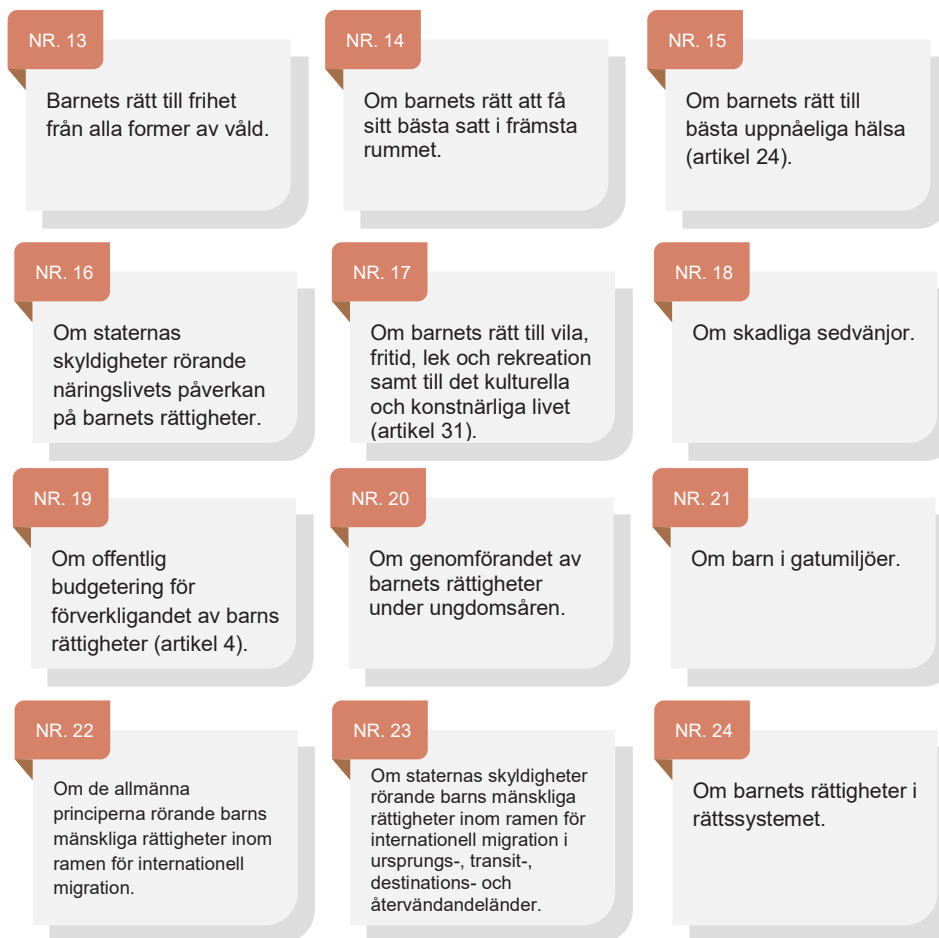 NR. 13
Barnets rätt till frihet
från alla former av våld.
NR. 14
Om barnets rätt att få
sitt bästa satt i främsta
rummet.
NR. 15
Om barnets rätt till
bästa uppnåeliga hälsa
(artikel 24).
NR. 16
Om staternas
skyldigheter rörande
näringslivets påverkan
på barnets rättigheter.
NR. 17
Om barnets rätt till vila,
fritid, lek och rekreation
samt till det kulturella
och konstnärliga livet
(artikel 31).
NR. 18
Om skadliga sedvänjor.
NR. 19
Om offentlig
budgetering för
förverkligandet av barns
rättigheter (artikel 4).
NR. 20
Om genomförandet av
barnets rättigheter
under ungdomsåren.
NR. 21
Om barn i gatumiljöer.
NR. 22
Om de allmänna
principerna rörande barns
mänskliga rättigheter inom
ramen för internationell
migration.
NR. 23
Om staternas skyldigheter
rörande barns mänskliga
rättigheter inom ramen för
internationell migration i
ursprungs-, transit-,
destinations- och
återvändandeländer.
NR. 24
Om barnets rättigheter i
rättssystemet.